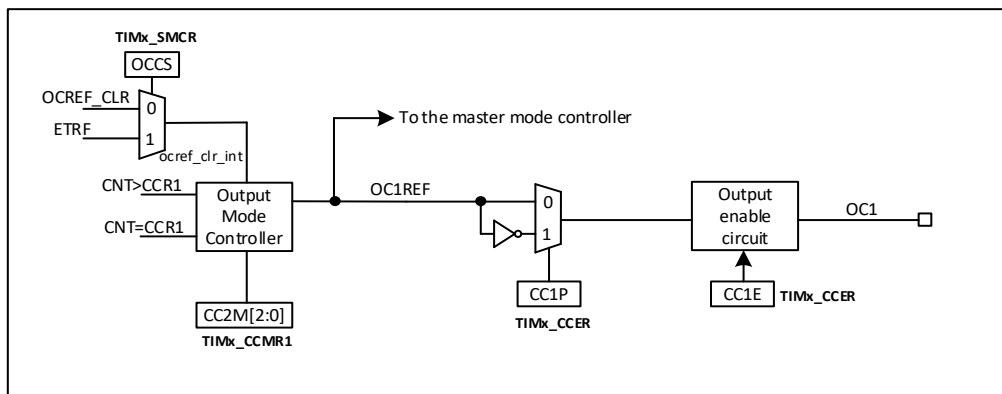 TIMx_SMCR
OCCS
OCREF_CLR
0
ETRF
1
ocref_clr_int
To the master mode controller
CNT>CCR1
CNT=CCR1
Output
Mode
Controller
OC1REF
0
1
Output
enable
circuit
OC1
CC1P
TIMx_CCER
CC1E
TIMx_CCER
CC2M[2:0]
TIMx_CCMR1